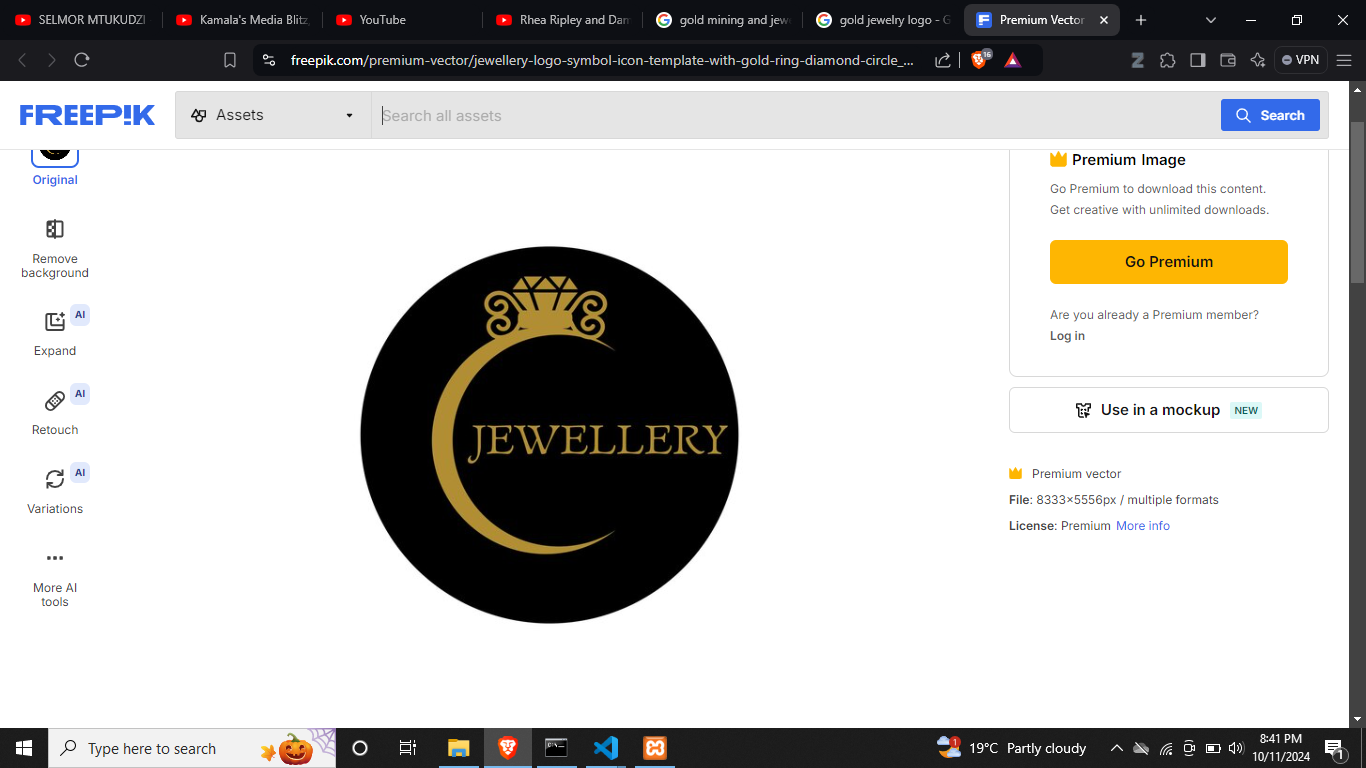 SELMOR MTUKUDZI
Kamala's Media Blitz,
YouTube
Rhea Ripley and Dam
gold mining and jew
gold jewelry logo - G
Premium Vector
freepik.com/premium-vector/jewellery-logo-symbol-icon-template-with-gold-ring-diamond-circle_...
16
Z
VPN
FREEP!K
Assets
Search all assets
Search
Original
Remove
background
AI
Expand
AI
Retouch
AI
Variations
More AI
tools
JEWELLERY
Premium Image
Go Premium to download this content.
Get creative with unlimited downloads.
Go Premium
Are you already a Premium member?
Log in
Use in a mockup NEW
Premium vector
File: 8333×5556px / multiple formats
License: Premium More info
Type here to search
1
19°C Partly cloudy
8:41 PM
10/11/2024
1